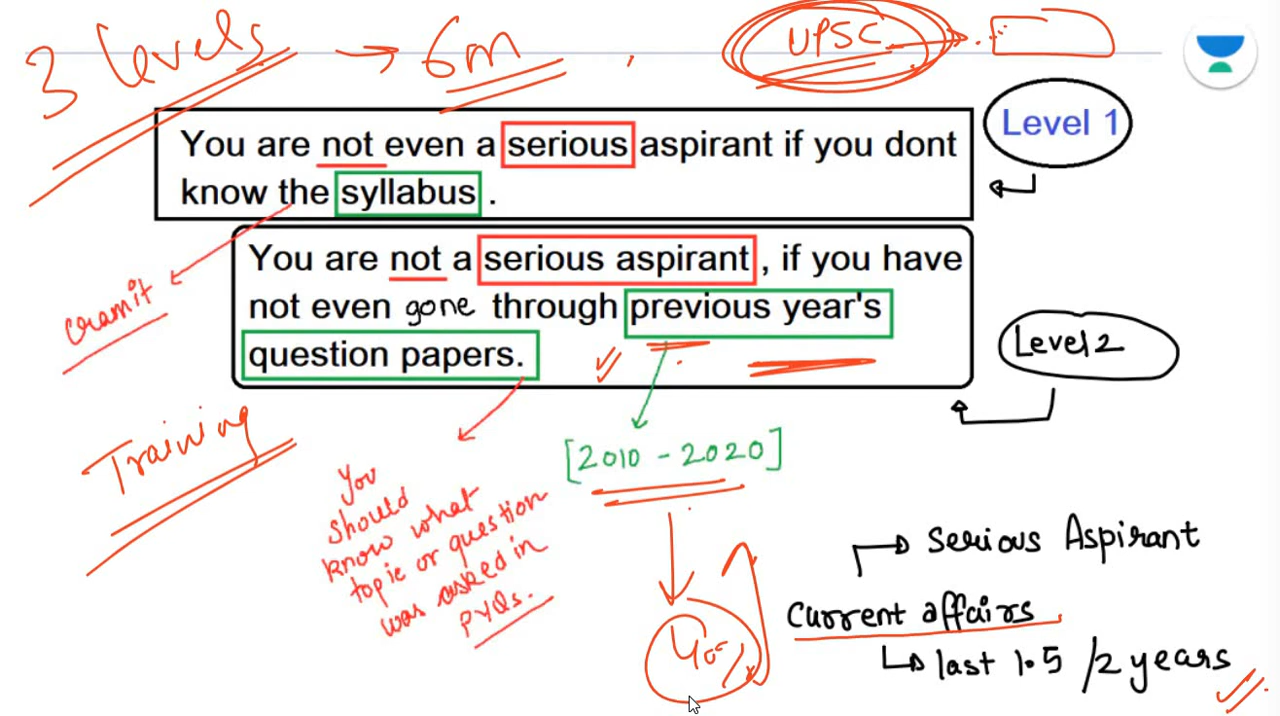 3 levels → 6m , UPSC
Level 1
You are not even a serious aspirant if you dont
know the syllabus .
You are not a serious aspirant , if you have
not even gone through previous year's
question papers.
Level 2
cramit
Training
[2010 - 2020]
You
should
know what
topic or question
was asked in
PYQs.
40%
Serious Aspirant
Current affairs
last 1.5 /2 years